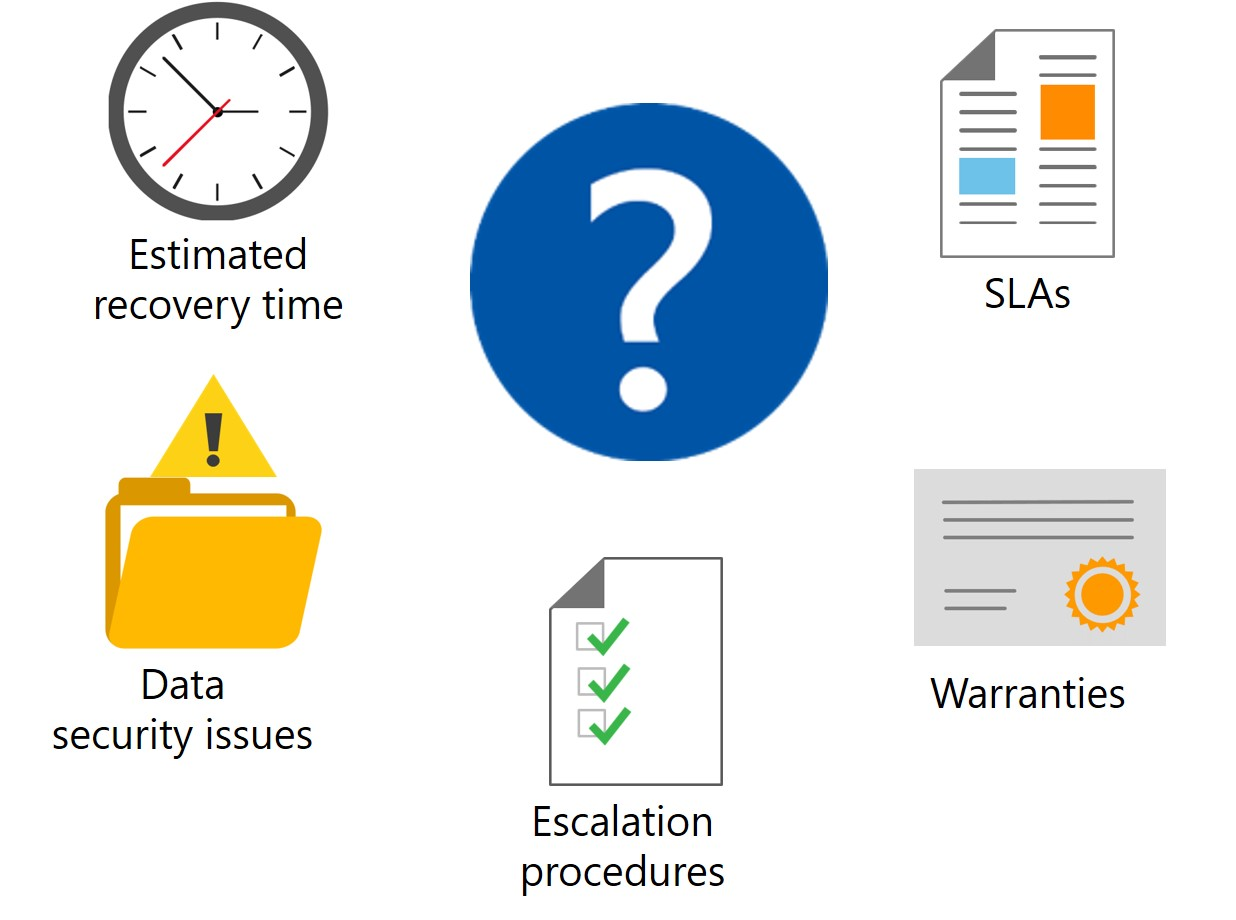 Estimated
recovery time
?
SLAs
!
Data
security issues
Warranties
Escalation
procedures